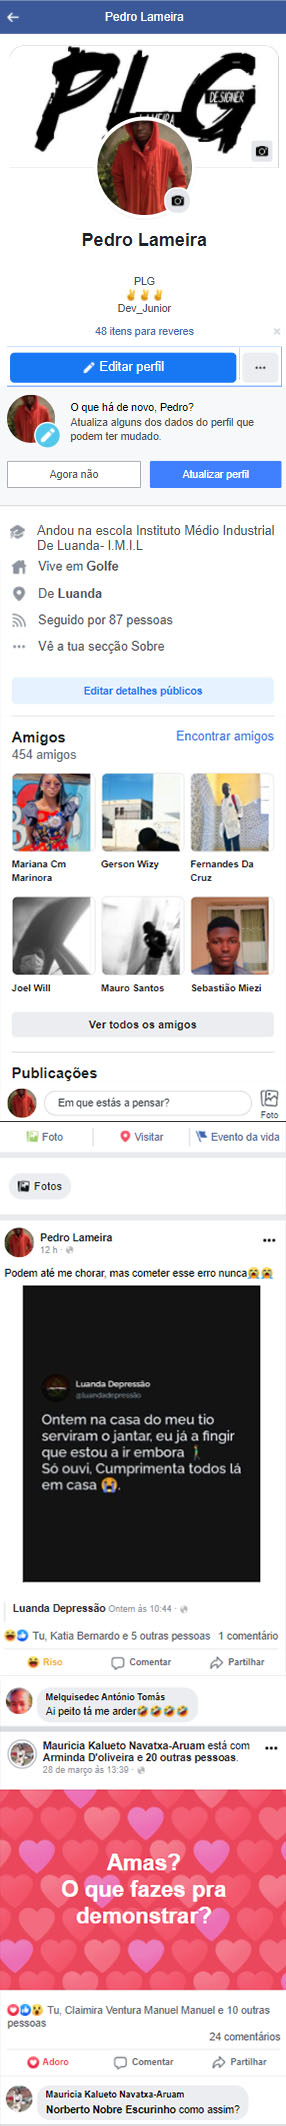 Pedro Lameira
PLG
LAMEIRA
DESIGNER
Pedro Lameira
PLG
✌✌✌
Dev_Junior
48 itens para reveres
Editar perfil
O que há de novo, Pedro?
Atualiza alguns dos dados do perfil que
podem ter mudado.
Agora não
Atualizar perfil
Andou na escola Instituto Médio Industrial
De Luanda- I.M.I.L
Vive em Golfe
De Luanda
Seguido por 87 pessoas
Vê a tua secção Sobre
Editar detalhes públicos
Amigos
Encontrar amigos
454 amigos
Mariana Cm
Marinora
Gerson Wizy
Fernandes Da
Cruz
Joel Will
Mauro Santos
Sebastião Miezi
Ver todos os amigos
Publicações
Em que estás a pensar?
Foto
Foto
Visitar
Evento da vida
Fotos
Pedro Lameira
12 h ·
Podem até me chorar, mas cometer esse erro nunca😭😭
Luanda Depressão
@luandadepressão
Ontem na casa do meu tio
serviram o jantar, eu já a fingir
que estou a ir embora 🚶
Só ouvi, Cumprimenta todos lá
em casa 😭.
Luanda Depressão Ontem às 10:44 ·
Tu, Katia Bernardo e 5 outras pessoas 1 comentário
Riso
Comentar
Partilhar
Melquisedec António Tomás
Ai peito tá me arder🤣🤣🤣🤣
Mauricia Kalueto Navatxa-Aruam está com
Arminda D'oliveira e 20 outras pessoas.
28 de março às 13:39 ·
Amas?
O que fazes pra
demonstrar?
Tu, Claimira Ventura Manuel Manuel e 10 outras
pessoas
24 comentários
Adoro
Comentar
Partilhar
Mauricia Kalueto Navatxa-Aruam
Norberto Nobre Escurinho como assim?